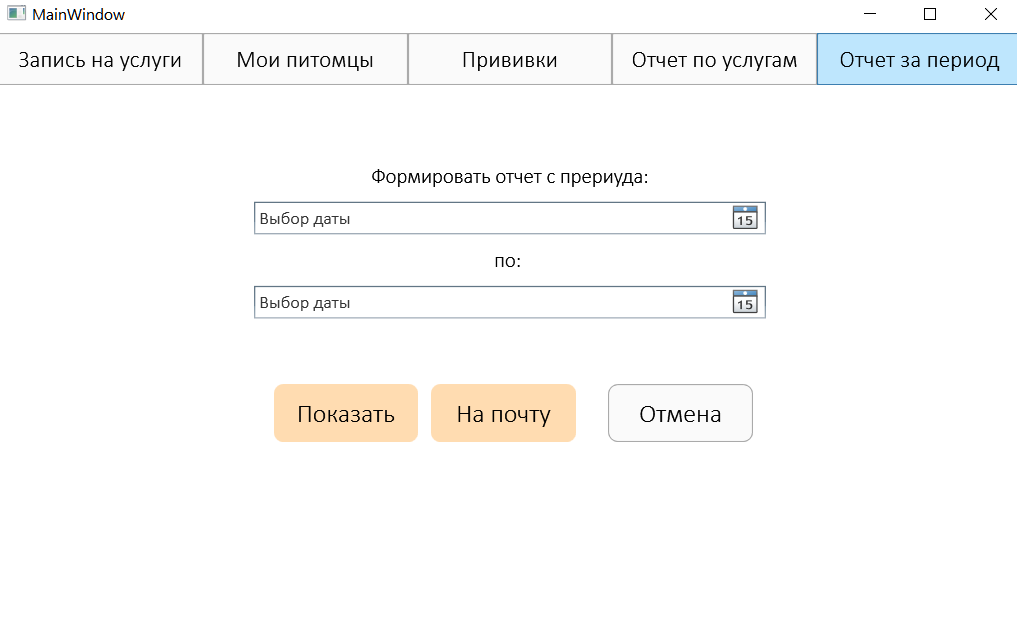 MainWindow
Запись на услуги Мои питомцы Прививки Отчет по услугам Отчет за период
Формировать отчет с прериуда:
Выбор даты 15
по:
Выбор даты 15
Показать На почту Отмена